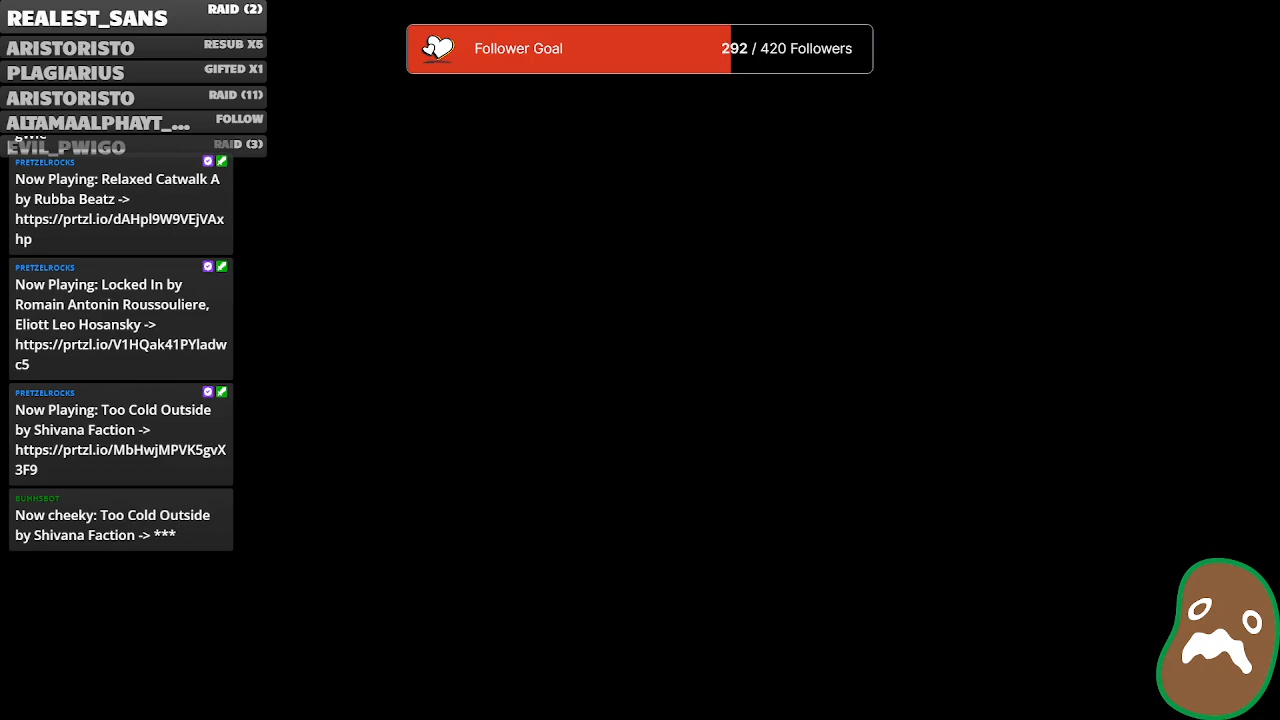 REALEST_SANS RAID (2)
ARISTORISTO RESUB X5
PLAGIARIUS GIFTED X1
ARISTORISTO RAID (11)
ALTAMAALPHAYT_... FOLLOW
EVIL_PWIGO RAID (3)
Follower Goal 292 / 420 Followers
PRETZELROCKS
Now Playing: Relaxed Catwalk A
by Rubba Beatz ->
https://prtzl.io/dAHpl9W9VEjVAx
hp
PRETZELROCKS
Now Playing: Locked In by
Romain Antonin Roussouliere,
Eliott Leo Hosansky ->
https://prtzl.io/V1HQak41PYladw
c5
PRETZELROCKS
Now Playing: Too Cold Outside
by Shivana Faction ->
https://prtzl.io/MbHwjMPVK5gvX
3F9
BUHHSBOT
Now cheeky: Too Cold Outside
by Shivana Faction -> ***